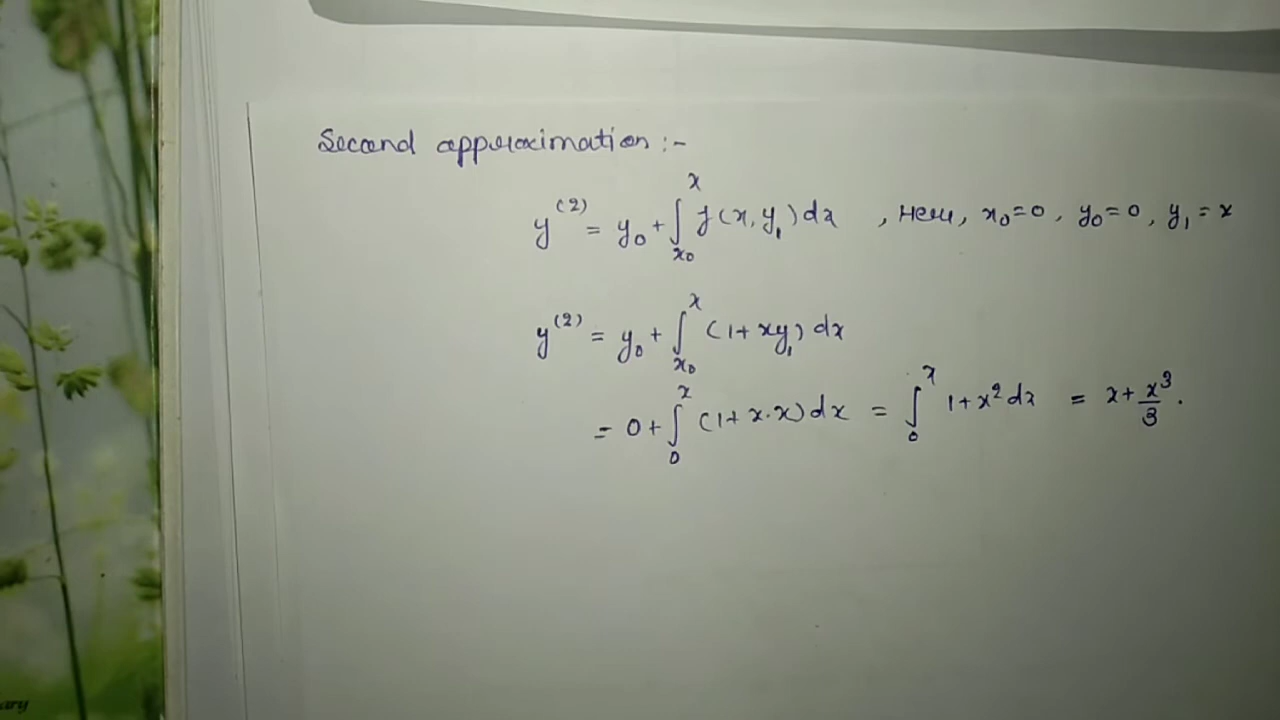 Second approximation :-
y⁽²⁾ = y₀ + ∫_{x₀}^{x} f(x, y₁) dx , Here, x₀=0, y₀=0, y₁=x
y⁽²⁾ = y₀ + ∫_{x₀}^{x} (1+xy₁) dx
= 0+ ∫_{0}^{x} (1+x·x) dx = ∫_{0}^{x} 1+x² dx = x + x³/3.
ary